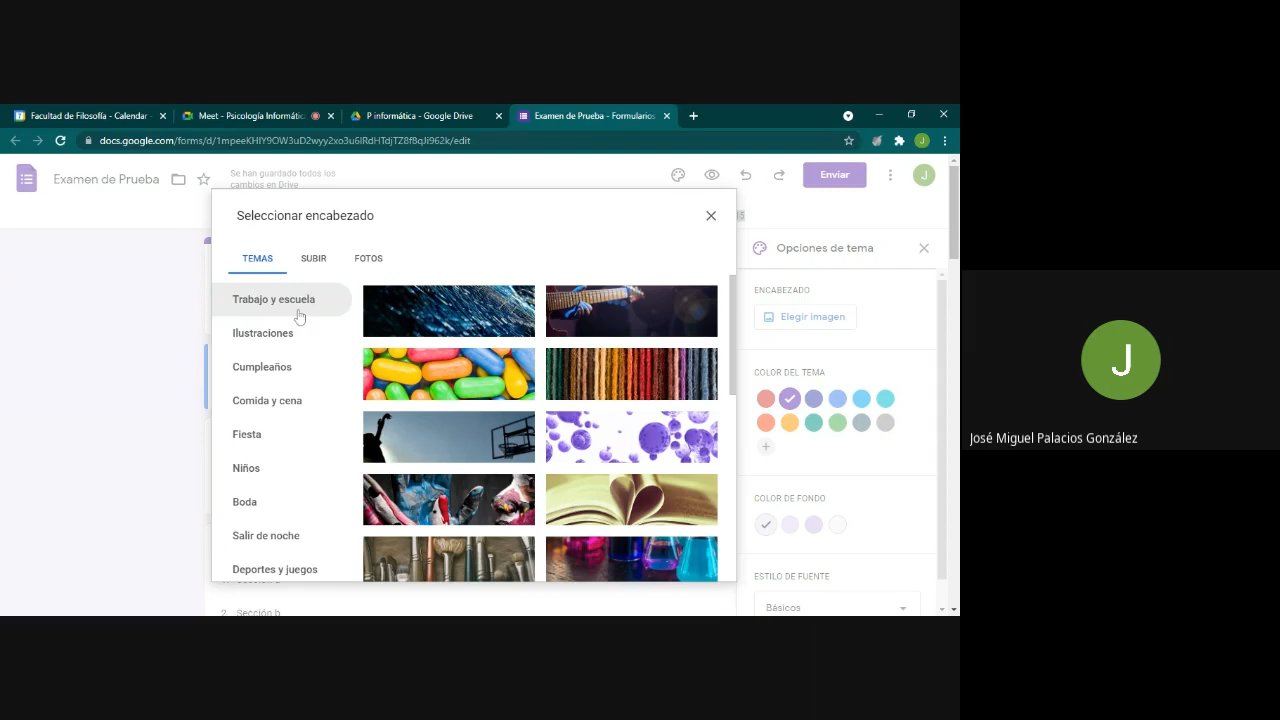 Facultad de Filosofía - Calendar
Meet - Psicología Informátic
P informática - Google Drive
Examen de Prueba - Formularios
docs.google.com/forms/d/1mpeeKHIY9OW3uD2wyy2xo3u6lRdHTdjTZ8f8qJi962k/edit
J
Examen de Prueba
Se han guardado todos los
cambios en Drive
Enviar
J
Seleccionar encabezado
TEMAS
SUBIR
FOTOS
Trabajo y escuela
Ilustraciones
Cumpleaños
Comida y cena
Fiesta
Niños
Boda
Salir de noche
Deportes y juegos
Opciones de tema
ENCABEZADO
Elegir imagen
COLOR DEL TEMA
COLOR DE FONDO
ESTILO DE FUENTE
Básicos
2. Sección b
J
José Miguel Palacios González